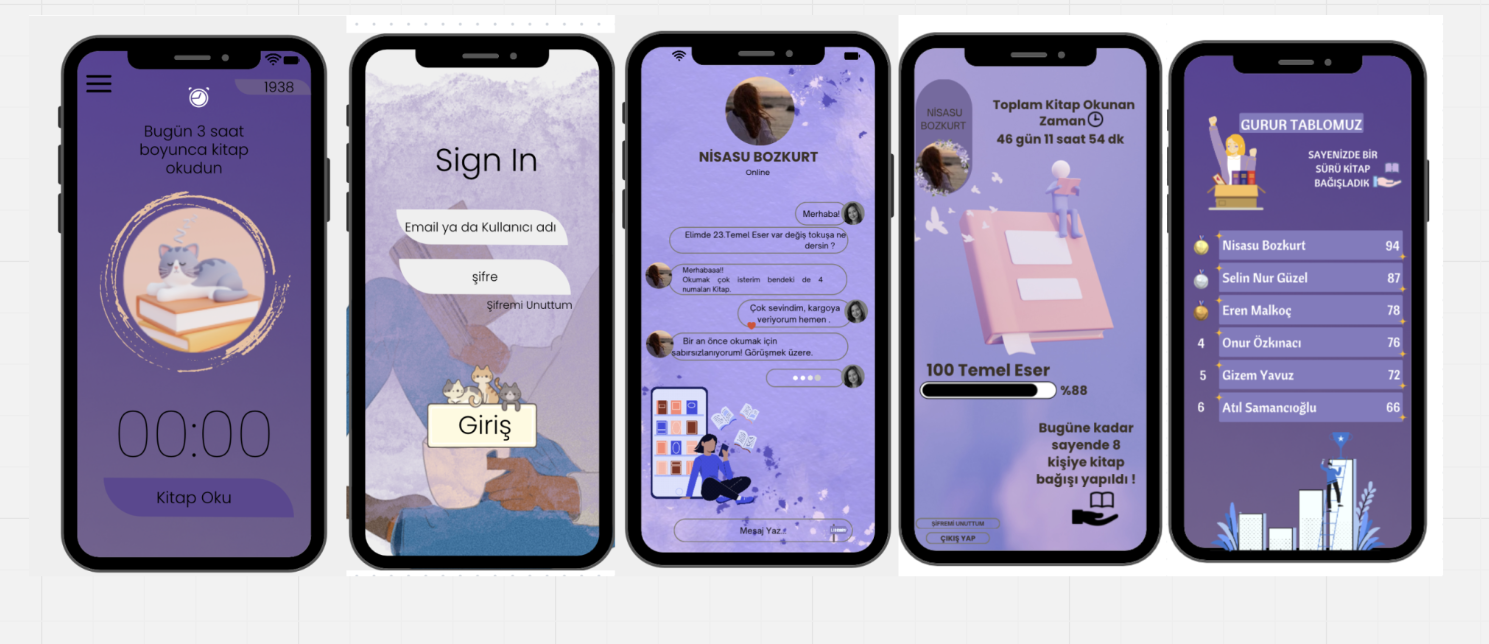 1938
Bugün 3 saat
boyunca kitap
okudun
00:00
Kitap Oku
Sign In
Email ya da Kullanıcı adı
şifre
Şifremi Unuttum
Giriş
NİSASU BOZKURT
Online
Merhaba!
Elimde 23.Temel Eser var değiş tokuşa ne
dersin ?
Merhabaaa!!
Okumak çok isterim bendeki de 4
numaları Kitap.
Çok sevindim, kargoya
veriyorum hemen .
Bir an önce okumak için
sabırsızlanıyorum! Görüşmek üzere.
Mesaj Yaz..
NİSASU
BOZKURT
Toplam Kitap Okunan
Zaman
46 gün 11 saat 54 dk
100 Temel Eser
%88
Bugüne kadar
sayende 8
kişiye kitap
bağışı yapıldı !
ŞİFREMİ UNUTTUM
ÇIKIŞ YAP
GURUR TABLOMUZ
SAYENİZDE BİR
SÜRÜ KİTAP
BAĞIŞLADIK
Nisasu Bozkurt 94
Selin Nur Güzel 87
Eren Malkoç 78
4 Onur Özkınacı 76
5 Gizem Yavuz 72
6 Atıl Samancıoğlu 66